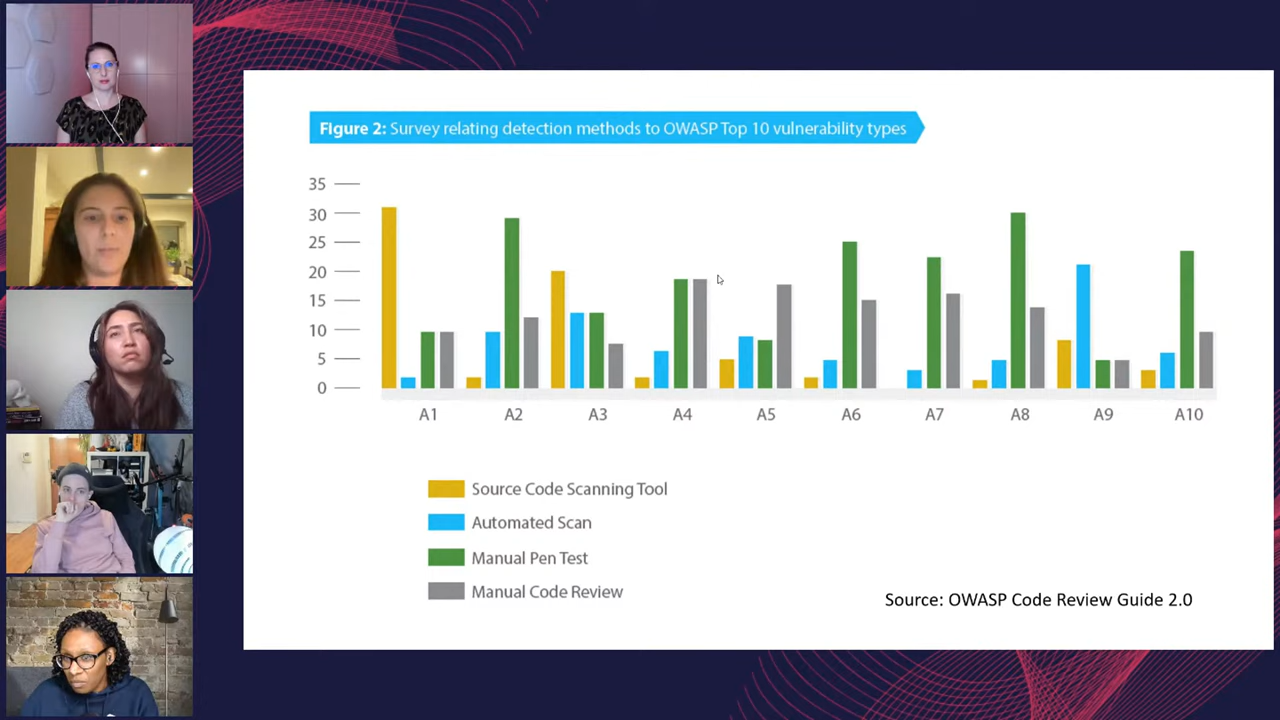 Figure 2: Survey relating detection methods to OWASP Top 10 vulnerability types
35
30
25
20
15
10
5
0
A1 A2 A3 A4 A5 A6 A7 A8 A9 A10
Source Code Scanning Tool
Automated Scan
Manual Pen Test
Manual Code Review
Source: OWASP Code Review Guide 2.0